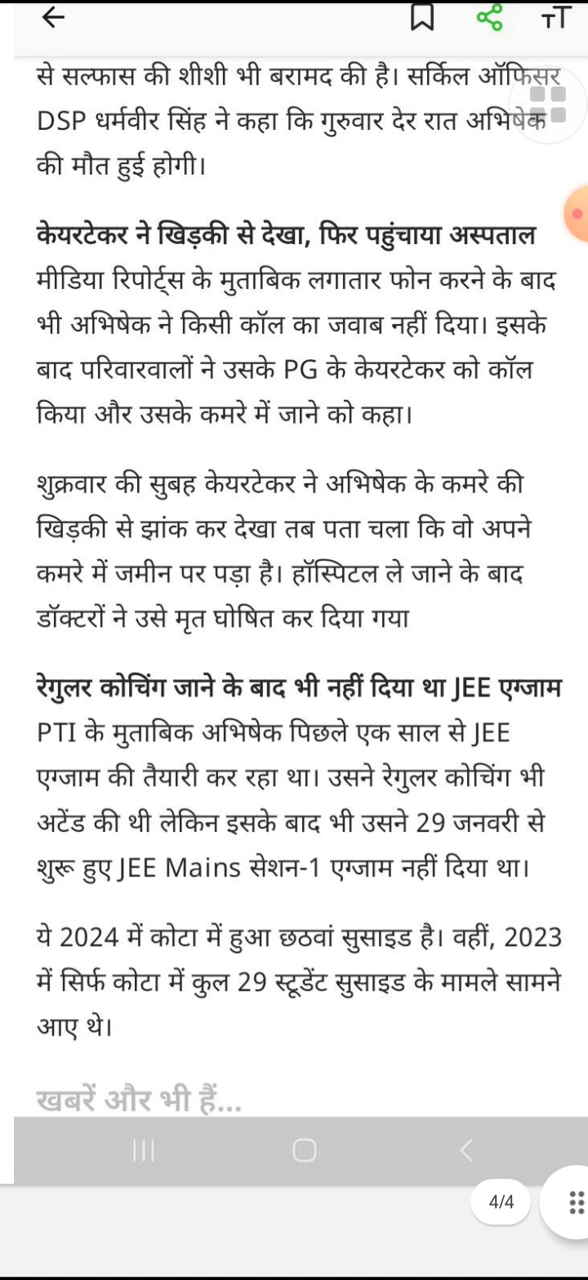 से सल्फास की शीशी भी बरामद की है। सर्किल ऑफिसर
DSP धर्मवीर सिंह ने कहा कि गुरुवार देर रात अभिषेक
की मौत हुई होगी।
केयरटेकर ने खिड़की से देखा, फिर पहुंचाया अस्पताल
मीडिया रिपोर्ट्स के मुताबिक लगातार फोन करने के बाद
भी अभिषेक ने किसी कॉल का जवाब नहीं दिया। इसके
बाद परिवारवालों ने उसके PG के केयरटेकर को कॉल
किया और उसके कमरे में जाने को कहा।
शुक्रवार की सुबह केयरटेकर ने अभिषेक के कमरे की
खिड़की से झांक कर देखा तब पता चला कि वो अपने
कमरे में जमीन पर पड़ा है। हॉस्पिटल ले जाने के बाद
डॉक्टरों ने उसे मृत घोषित कर दिया गया
रेगुलर कोचिंग जाने के बाद भी नहीं दिया था JEE एग्जाम
PTI के मुताबिक अभिषेक पिछले एक साल से JEE
एग्जाम की तैयारी कर रहा था। उसने रेगुलर कोचिंग भी
अटेंड की थी लेकिन इसके बाद भी उसने 29 जनवरी से
शुरू हुए JEE Mains सेशन-1 एग्जाम नहीं दिया था।
ये 2024 में कोटा में हुआ छठवां सुसाइड है। वहीं, 2023
में सिर्फ कोटा में कुल 29 स्टूडेंट सुसाइड के मामले सामने
आए थे।
खबरें और भी हैं...
4/4